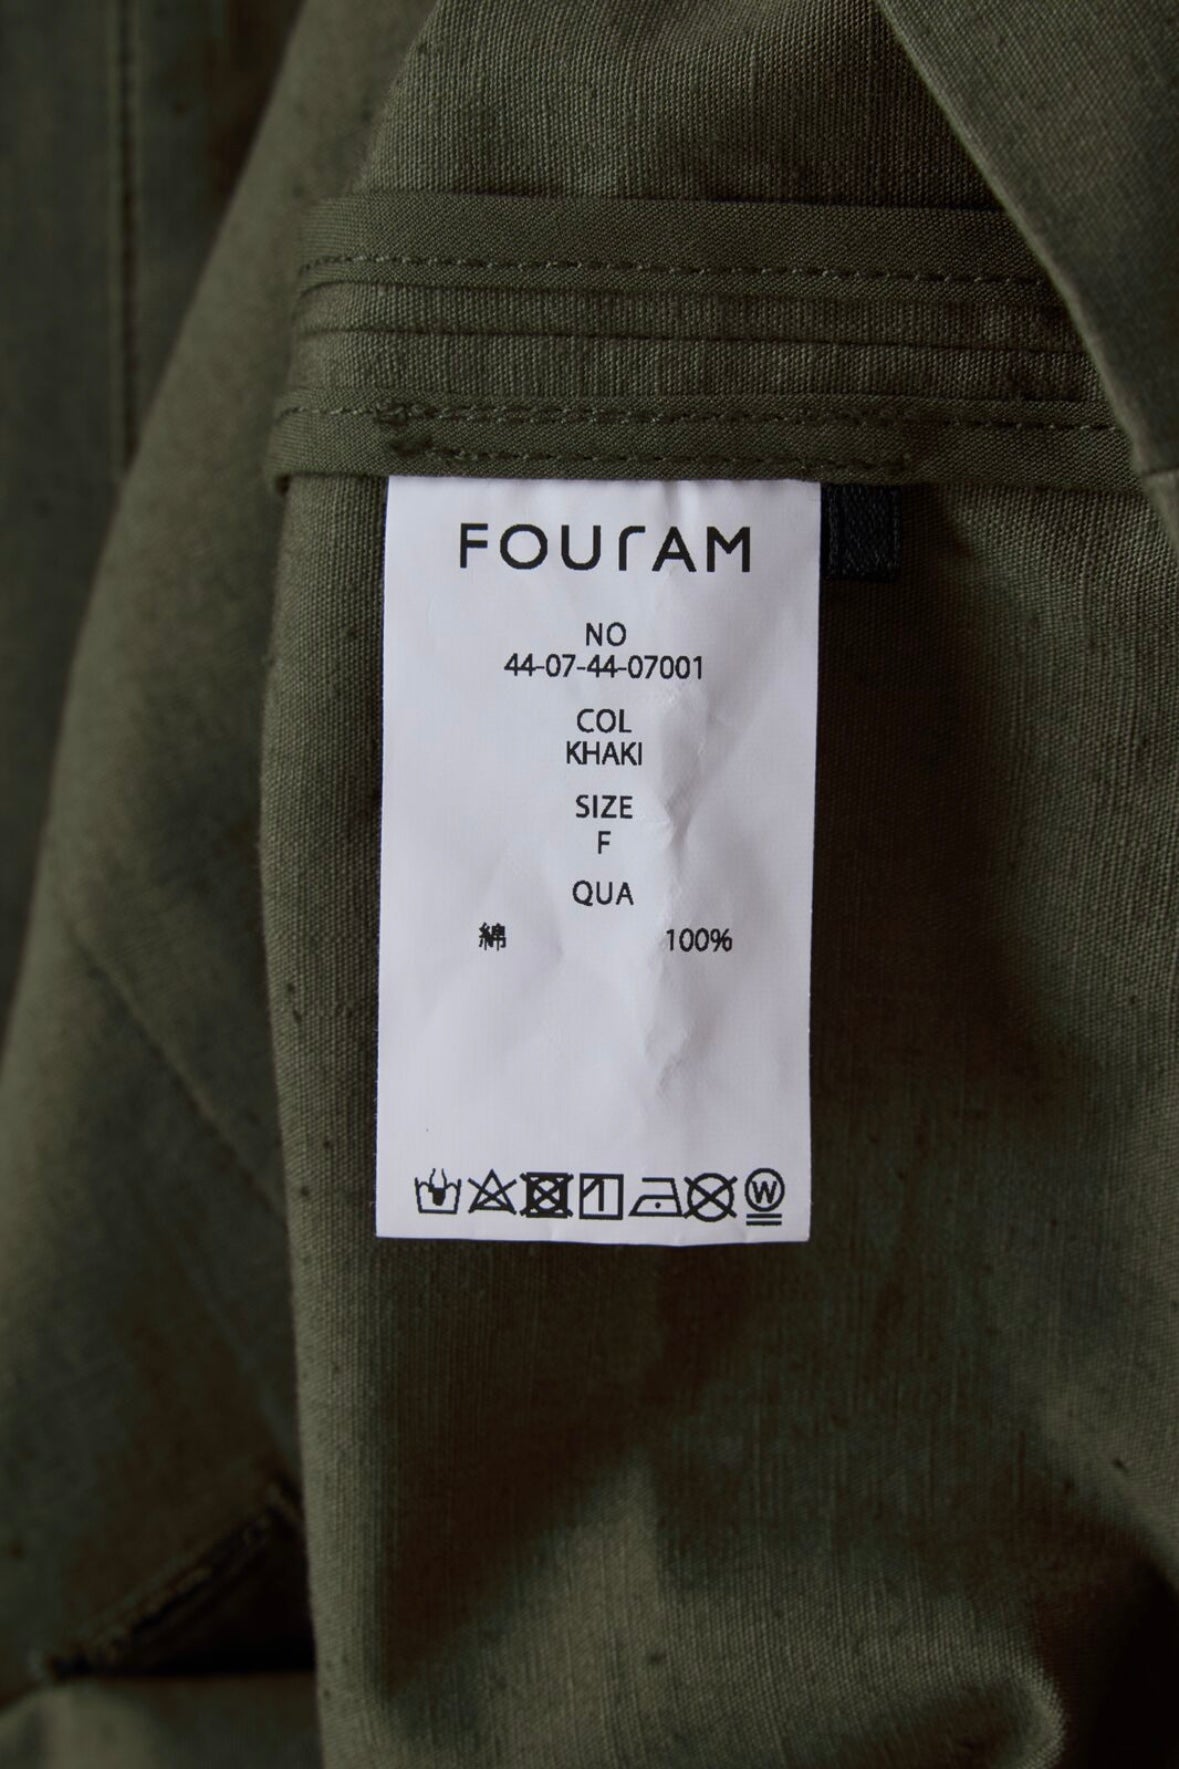 FOUrAM
NO
44-07-44-07001
COL
KHAKI
SIZE
F
QUA
綿 100%
W